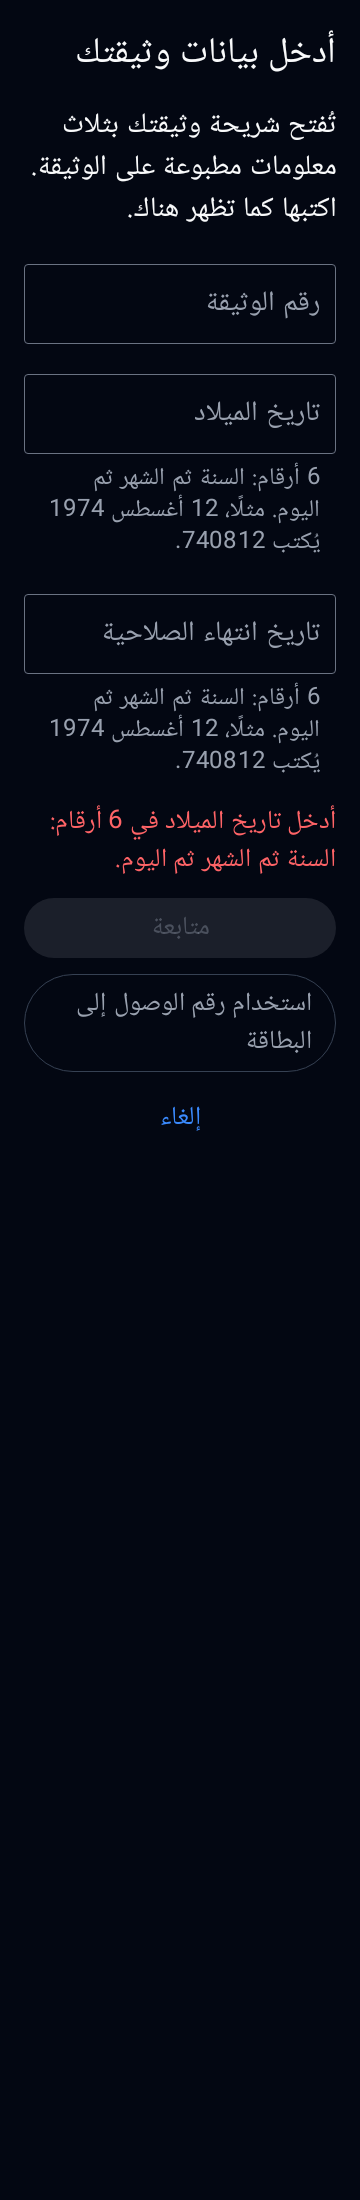 أدخل بيانات وثيقتك
تُفتح شريحة وثيقتك بثلاث
معلومات مطبوعة على الوثيقة.
اكتبها كما تظهر هناك.
رقم الوثيقة
تاريخ الميلاد
6 أرقام: السنة ثم الشهر ثم
اليوم. مثلًا، 12 أغسطس 1974
يُكتب 740812.
تاريخ انتهاء الصلاحية
6 أرقام: السنة ثم الشهر ثم
اليوم. مثلًا، 12 أغسطس 1974
يُكتب 740812.
أدخل تاريخ الميلاد في 6 أرقام:
السنة ثم الشهر ثم اليوم.
متابعة
استخدام رقم الوصول إلى
البطاقة
إلغاء